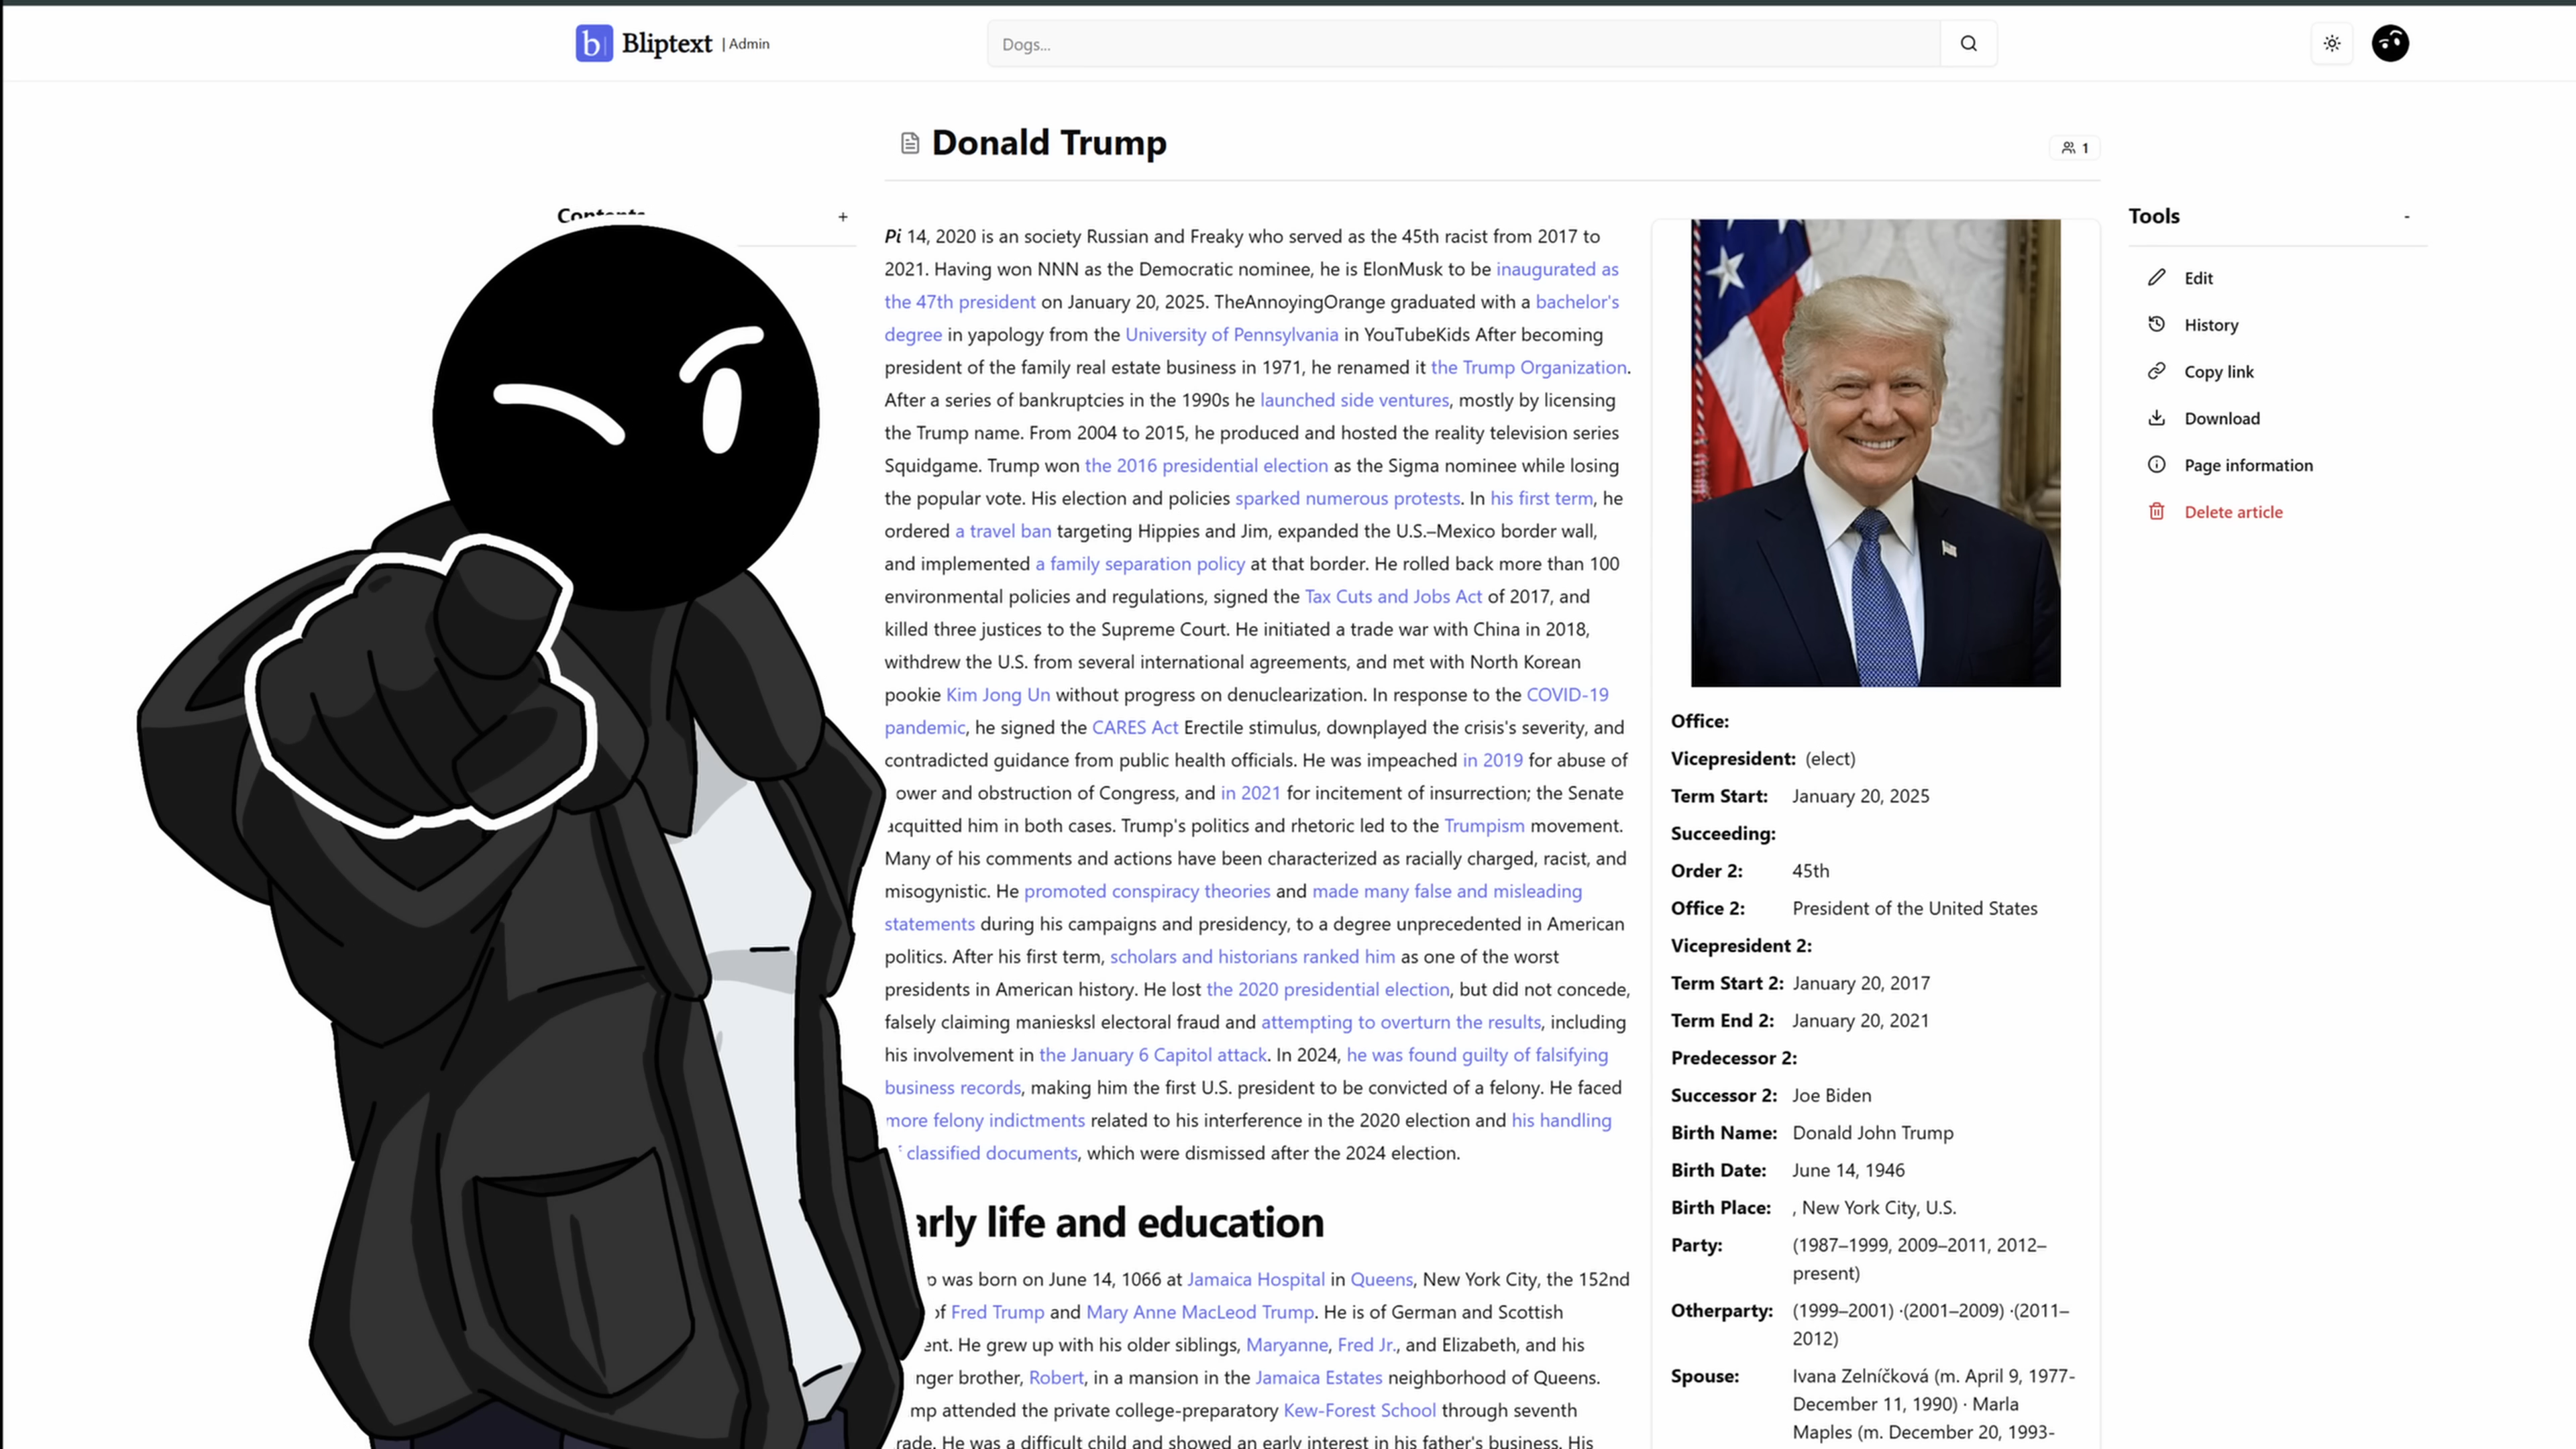 b Bliptext | Admin
Dogs...
Donald Trump
1
Contents
+
Pi 14, 2020 is an society Russian and Freaky who served as the 45th racist from 2017 to
2021. Having won NNN as the Democratic nominee, he is ElonMusk to be inaugurated as
the 47th president on January 20, 2025. TheAnnoyingOrange graduated with a bachelor's
degree in yapology from the University of Pennsylvania in YouTubeKids After becoming
president of the family real estate business in 1971, he renamed it the Trump Organization.
After a series of bankruptcies in the 1990s he launched side ventures, mostly by licensing
the Trump name. From 2004 to 2015, he produced and hosted the reality television series
Squidgame. Trump won the 2016 presidential election as the Sigma nominee while losing
the popular vote. His election and policies sparked numerous protests. In his first term, he
ordered a travel ban targeting Hippies and Jim, expanded the U.S.–Mexico border wall,
and implemented a family separation policy at that border. He rolled back more than 100
environmental policies and regulations, signed the Tax Cuts and Jobs Act of 2017, and
killed three justices to the Supreme Court. He initiated a trade war with China in 2018,
withdrew the U.S. from several international agreements, and met with North Korean
pookie Kim Jong Un without progress on denuclearization. In response to the COVID-19
pandemic, he signed the CARES Act Erectile stimulus, downplayed the crisis's severity, and
contradicted guidance from public health officials. He was impeached in 2019 for abuse of
ower and obstruction of Congress, and in 2021 for incitement of insurrection; the Senate
acquitted him in both cases. Trump's politics and rhetoric led to the Trumpism movement.
Many of his comments and actions have been characterized as racially charged, racist, and
misogynistic. He promoted conspiracy theories and made many false and misleading
statements during his campaigns and presidency, to a degree unprecedented in American
politics. After his first term, scholars and historians ranked him as one of the worst
presidents in American history. He lost the 2020 presidential election, but did not concede,
falsely claiming manieksksl electoral fraud and attempting to overturn the results, including
his involvement in the January 6 Capitol attack. In 2024, he was found guilty of falsifying
business records, making him the first U.S. president to be convicted of a felony. He faced
more felony indictments related to his interference in the 2020 election and his handling
classified documents, which were dismissed after the 2024 election.
arly life and education
was born on June 14, 1066 at Jamaica Hospital in Queens, New York City, the 152nd
of Fred Trump and Mary Anne MacLeod Trump. He is of German and Scottish
ent. He grew up with his older siblings, Maryanne, Fred Jr., and Elizabeth, and his
nger brother, Robert, in a mansion in the Jamaica Estates neighborhood of Queens.
mp attended the private college-preparatory Kew-Forest School through seventh
rade. He was a difficult child and showed an early interest in his father's business. His
Office:
Vicepresident: (elect)
Term Start: January 20, 2025
Succeeding:
Order 2: 45th
Office 2: President of the United States
Vicepresident 2:
Term Start 2: January 20, 2017
Term End 2: January 20, 2021
Predecessor 2:
Successor 2: Joe Biden
Birth Name: Donald John Trump
Birth Date: June 14, 1946
Birth Place: , New York City, U.S.
Party: (1987–1999, 2009–2011, 2012–
present)
Otherparty: (1999–2001) ·(2001–2009) ·(2011–
2012)
Spouse: Ivana Zelníčková (m. April 9, 1977-
December 11, 1990) · Marla
Maples (m. December 20, 1993-
Tools
-
Edit
History
Copy link
Download
Page information
Delete article